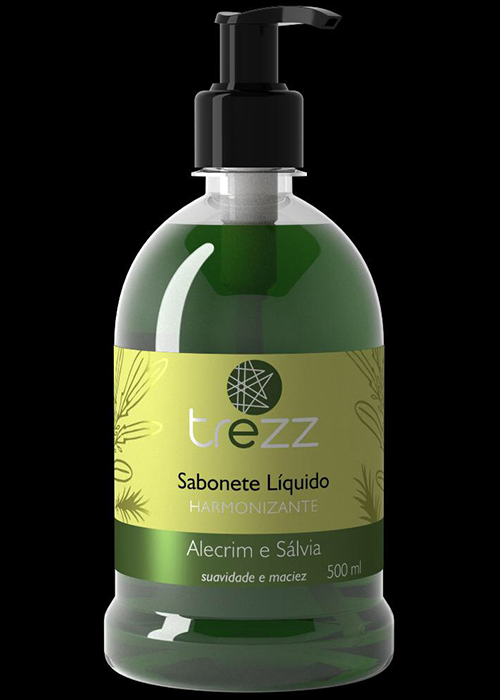 trezz
Sabonete Líquido
HARMONIZANTE
Alecrim e Sálvia
suavidade e maciez
500 ml